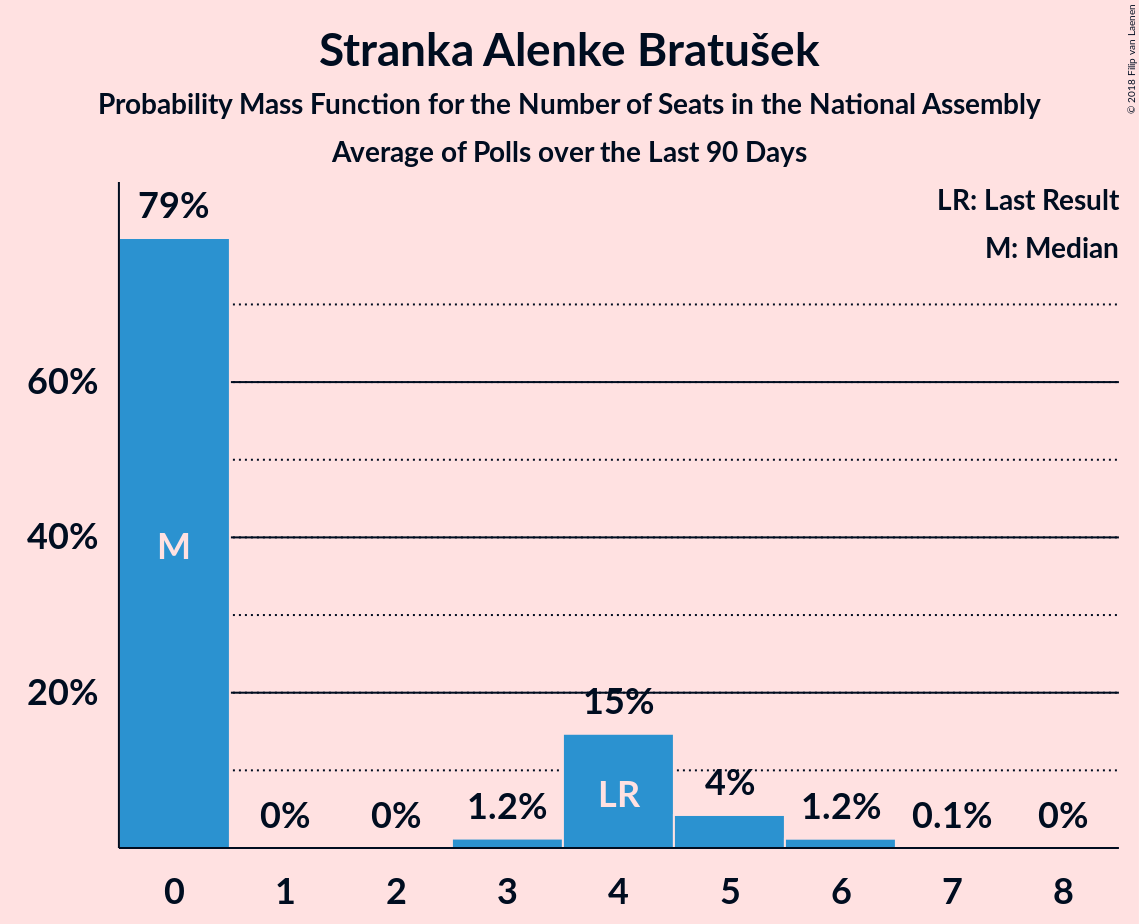 Stranka Alenke Bratušek
Probability Mass Function for the Number of Seats in the National Assembly
Average of Polls over the Last 90 Days
© 2018 Filip van Laenen
LR: Last Result
M: Median
79%
60%
M
40%
20%
15%
LR
4%
0%
0%
1.2%
1.2%
0.1%
0%
0 1 2 3 4 5 6 7 8